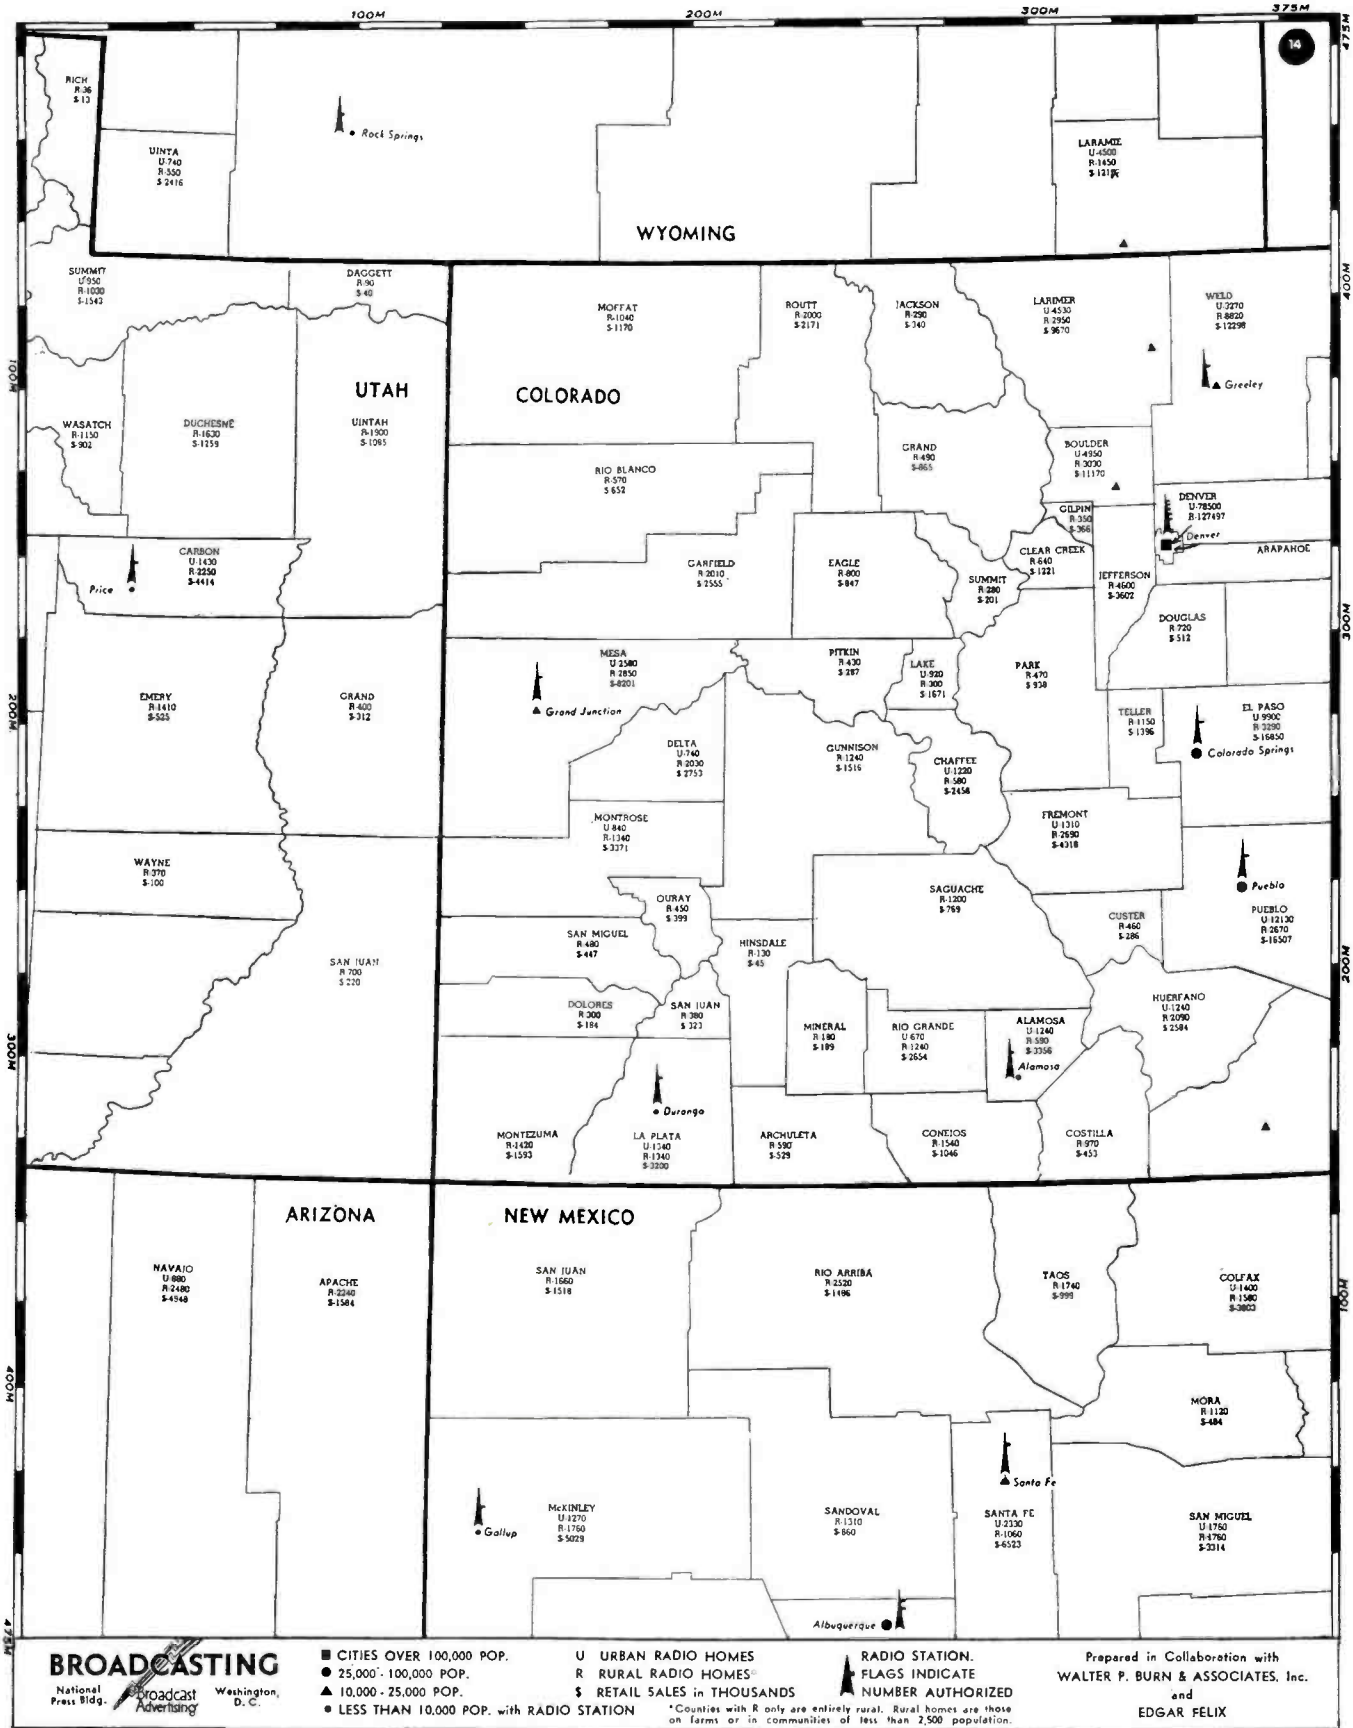 100M
200M
300M
375M
475M
14
RICH
R-36
S-13
Rock Springs
UINTA
U-740
R-550
S-2416
LARAMIE
U-4500
R-1450
WYOMING
SUMMIT
U-950
R-1030
S-1543
DAGGETT
R-90
S-40
MOFFAT
R-1040
S-1170
ROUTT
R-2000
S-2171
JACKSON
R-290
S-340
LARIMER
U-4530
R-2950
S-9670
WELD
U-3270
R-8820
S-12298
400M
100M
Greeley
UTAH
COLORADO
WASATCH
R-1150
S-902
DUCHESNE
R-1630
S-1259
UINTAH
R-1900
S-1085
RIO BLANCO
R-570
S-652
GRAND
R-490
S-865
BOULDER
U-4950
R-3030
S-11170
GILPIN
R-350
S-366
DENVER
U-78500
R-127497
Denver
ARAPAHOE
CARBON
U-1430
R-2250
S-4414
Price
GARFIELD
R-2010
S-2555
EAGLE
R-800
S-847
SUMMIT
R-280
S-201
CLEAR CREEK
R-640
S-1221
JEFFERSON
R-4600
S-3602
DOUGLAS
R-720
S-512
300M
MESA
U-2580
R-2850
S-8201
Grand Junction
PITKIN
R-430
S-287
LAKE
U-920
R-300
S-1671
PARK
R-470
S-938
200M
EMERY
R-1410
S-525
GRAND
R-400
S-312
TELLER
R-1150
S-1396
EL PASO
U-9900
R-3290
S-16850
Colorado Springs
DELTA
U-740
R-2030
S-2753
GUNNISON
R-1240
S-1516
CHAFFEE
U-1220
R-580
S-2458
MONTROSE
U-840
R-1340
S-3371
FREMONT
U-1310
R-2690
S-4318
WAYNE
R-370
S-100
OURAY
R-450
S-399
SAGUACHE
R-1200
S-769
Pueblo
PUEBLO
U-12130
R-2670
S-16507
CUSTER
R-460
S-286
SAN MIGUEL
R-480
S-447
HINSDALE
R-130
S-45
SAN JUAN
R-700
S-220
200M
DOLORES
R-300
S-184
SAN JUAN
R-380
S-323
MINERAL
R-180
S-189
RIO GRANDE
U-670
R-1240
S-2654
ALAMOSA
U-1240
R-590
S-3356
Alamosa
HUERFANO
U-1240
R-2090
S-2584
300M
Durango
MONTEZUMA
R-1420
S-1593
LA PLATA
U-1340
R-1340
S-3200
ARCHULETA
R-590
S-529
CONEJOS
R-1540
S-1046
COSTILLA
R-970
S-453
ARIZONA
NEW MEXICO
NAVAJO
U-880
R-2480
S-4948
APACHE
R-2240
S-1584
SAN JUAN
R-1660
S-1518
RIO ARRIBA
R-2520
S-1486
TAOS
R-1740
S-999
COLFAX
U-1400
R-1580
S-3803
100M
400M
MORA
R-1120
S-484
Santa Fe
Gallup
McKINLEY
U-1270
R-1760
S-5029
SANDOVAL
R-1310
S-860
SANTA FE
U-2330
R-1060
S-6523
SAN MIGUEL
U-1760
R-1760
S-3314
Albuquerque
475M
BROADCASTING
National
Press Bldg.
Broadcast
Advertising
Washington,
D. C.
CITIES OVER 100,000 POP.
25,000 - 100,000 POP.
10,000 - 25,000 POP.
LESS THAN 10,000 POP. with RADIO STATION
U URBAN RADIO HOMES
R RURAL RADIO HOMES*
$ RETAIL SALES in THOUSANDS
RADIO STATION.
FLAGS INDICATE
NUMBER AUTHORIZED
*Counties with R only are entirely rural. Rural homes are those
on farms or in communities of less than 2,500 population.
Prepared in Collaboration with
WALTER P. BURN & ASSOCIATES, Inc.
and
EDGAR FELIX